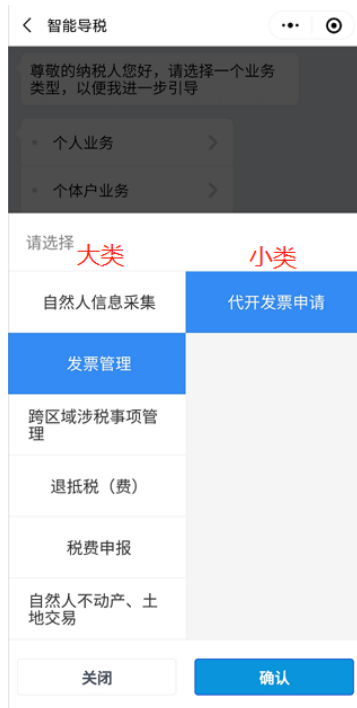 智能导税
尊敬的纳税人您好，请选择一个业务
类型，以便我进一步引导
个人业务
个体户业务
请选择
大类
小类
自然人信息采集
代开发票申请
发票管理
跨区域涉税事项管
理
退抵税（费）
税费申报
自然人不动产、土
地交易
关闭
确认